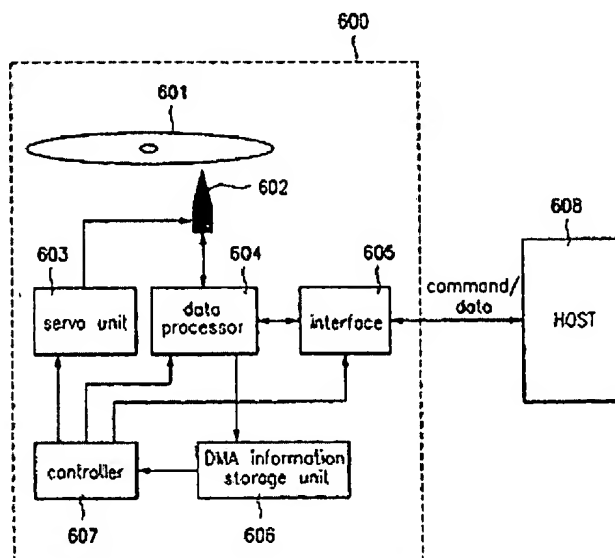 600
601
602
603
604
605
608
servo unit
data
processor
interface
command/
data
HOST
controller
DMA information
storage unit
607
606